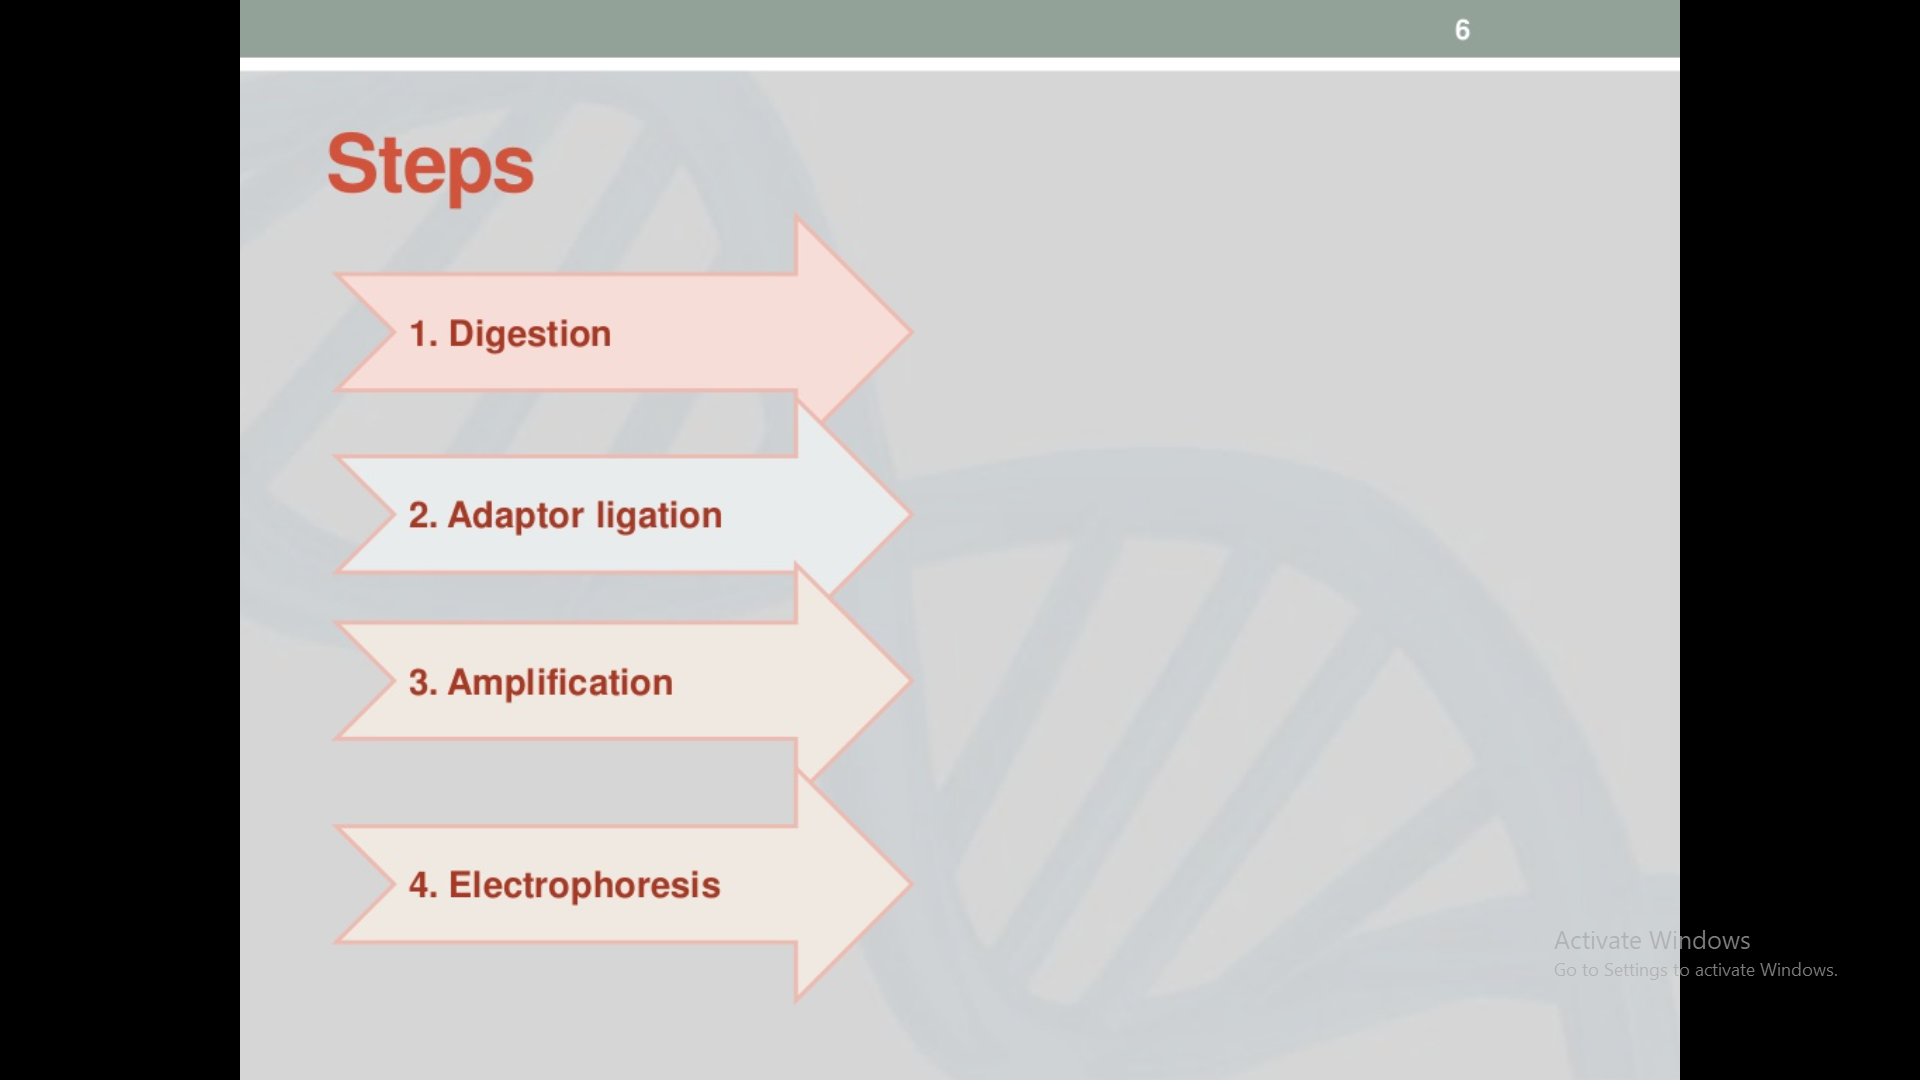 6
Steps
1. Digestion
2. Adaptor ligation
3. Amplification
4. Electrophoresis
Activate Windows
Go to Settings to activate Windows.